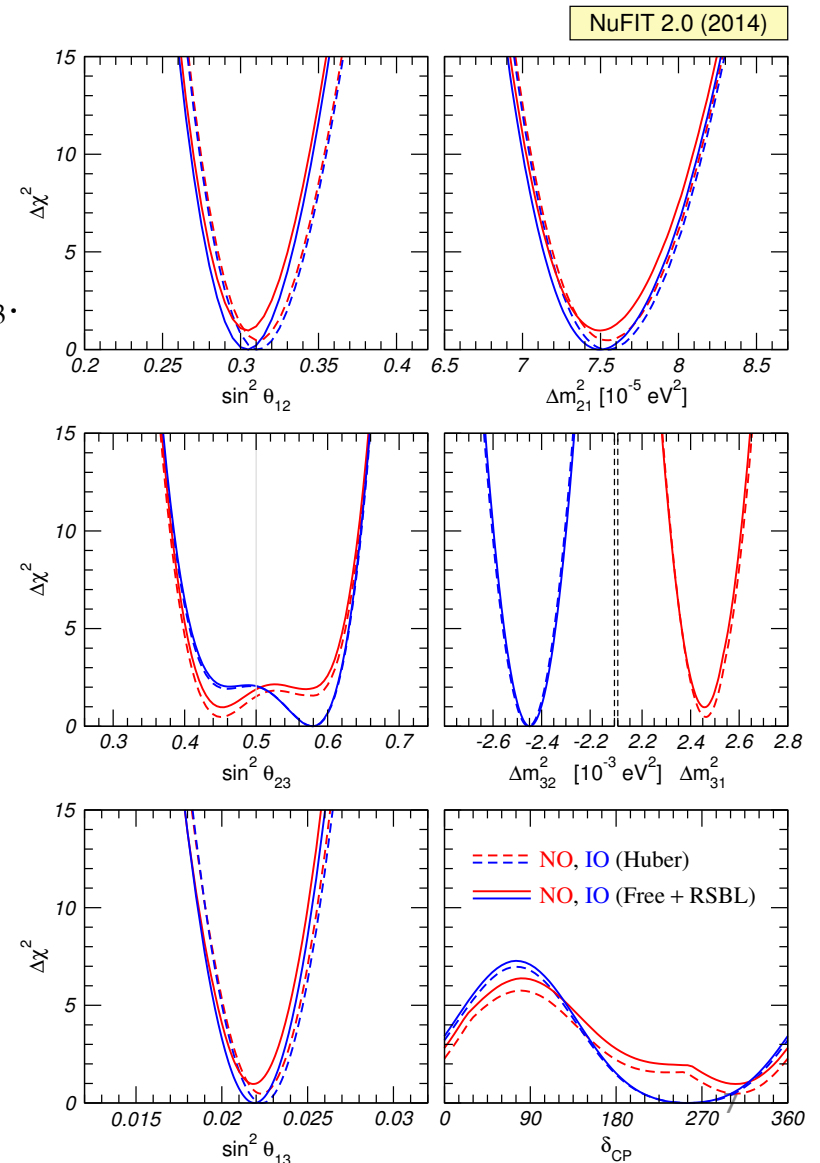 NuFIT 2.0 (2014)
15
10
5
0
Δχ²
0.2 0.25 0.3 0.35 0.4
sin² θ₁₂
6.5 7 7.5 8 8.5
Δm²₂₁ [10⁻⁵ eV²]
3.
15
10
5
0
Δχ²
0.3 0.4 0.5 0.6 0.7
sin² θ₂₃
-2.6 -2.4 -2.2 2.2 2.4 2.6 2.8
Δm²₃₂ [10⁻³ eV²] Δm²₃₁
15
10
5
0
Δχ²
0.015 0.02 0.025 0.03
sin² θ₁₃
NO, IO (Huber)
NO, IO (Free + RSBL)
0 90 180 270 360
δCP